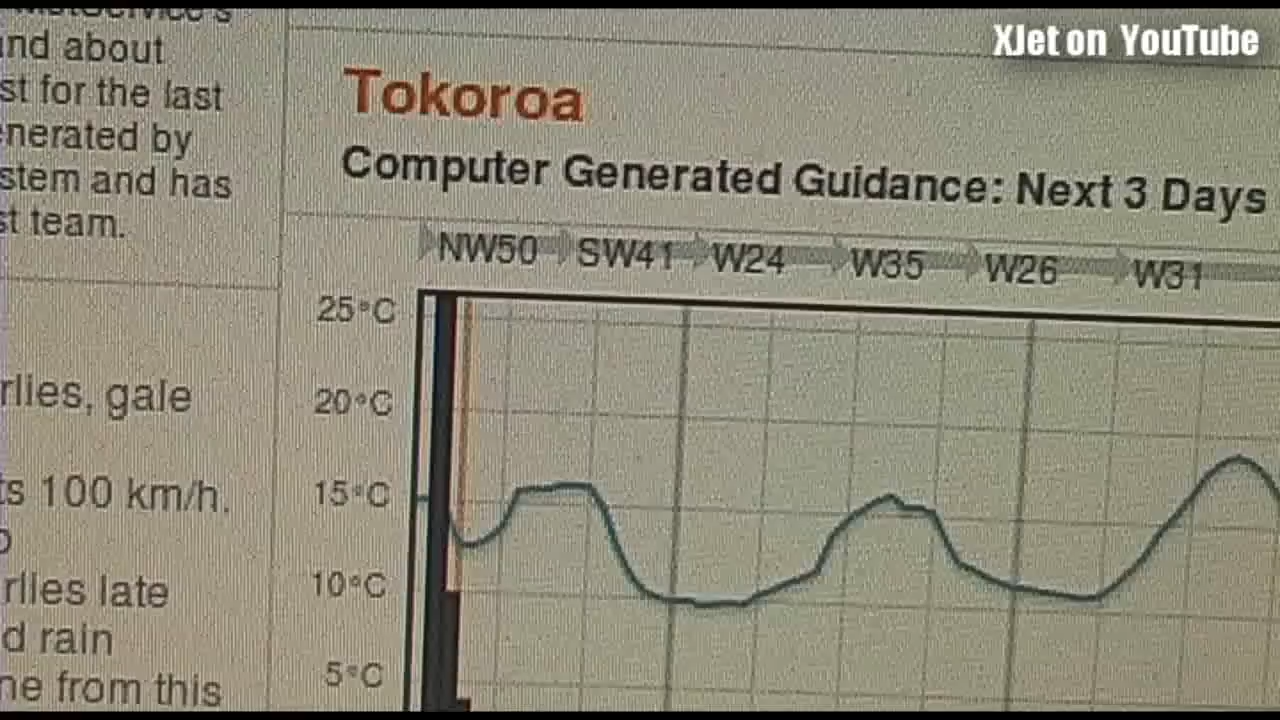 XJet on YouTube
nd about
st for the last
nerated by
stem and has
st team.
rlies, gale
ts 100 km/h.
rlies late
d rain
ne from this
Tokoroa
Computer Generated Guidance: Next 3 Days
NW50 SW41 W24 W35 W26 W31
25°C
20°C
15°C
10°C
5°C